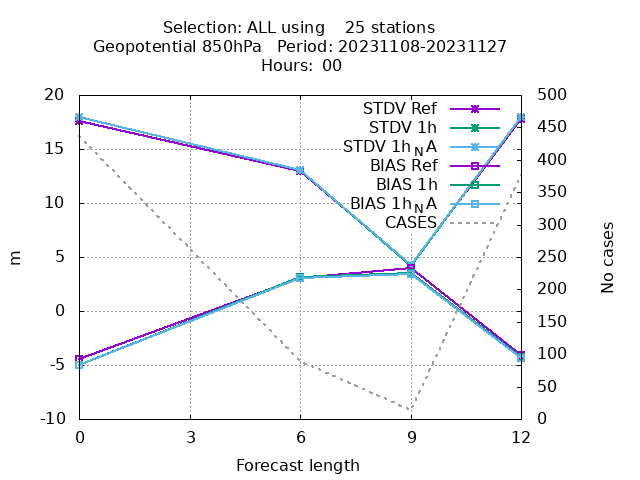 Selection: ALL using    25 stations
Geopotential 850hPa   Period: 20231108-20231127
Hours: 00
20
15
10
5
0
-5
-10
m
500
450
400
350
300
250
200
150
100
50
0
No cases
STDV Ref
STDV 1h
STDV 1h_NA
BIAS Ref
BIAS 1h
BIAS 1h_NA
CASES
0 3 6 9 12
Forecast length